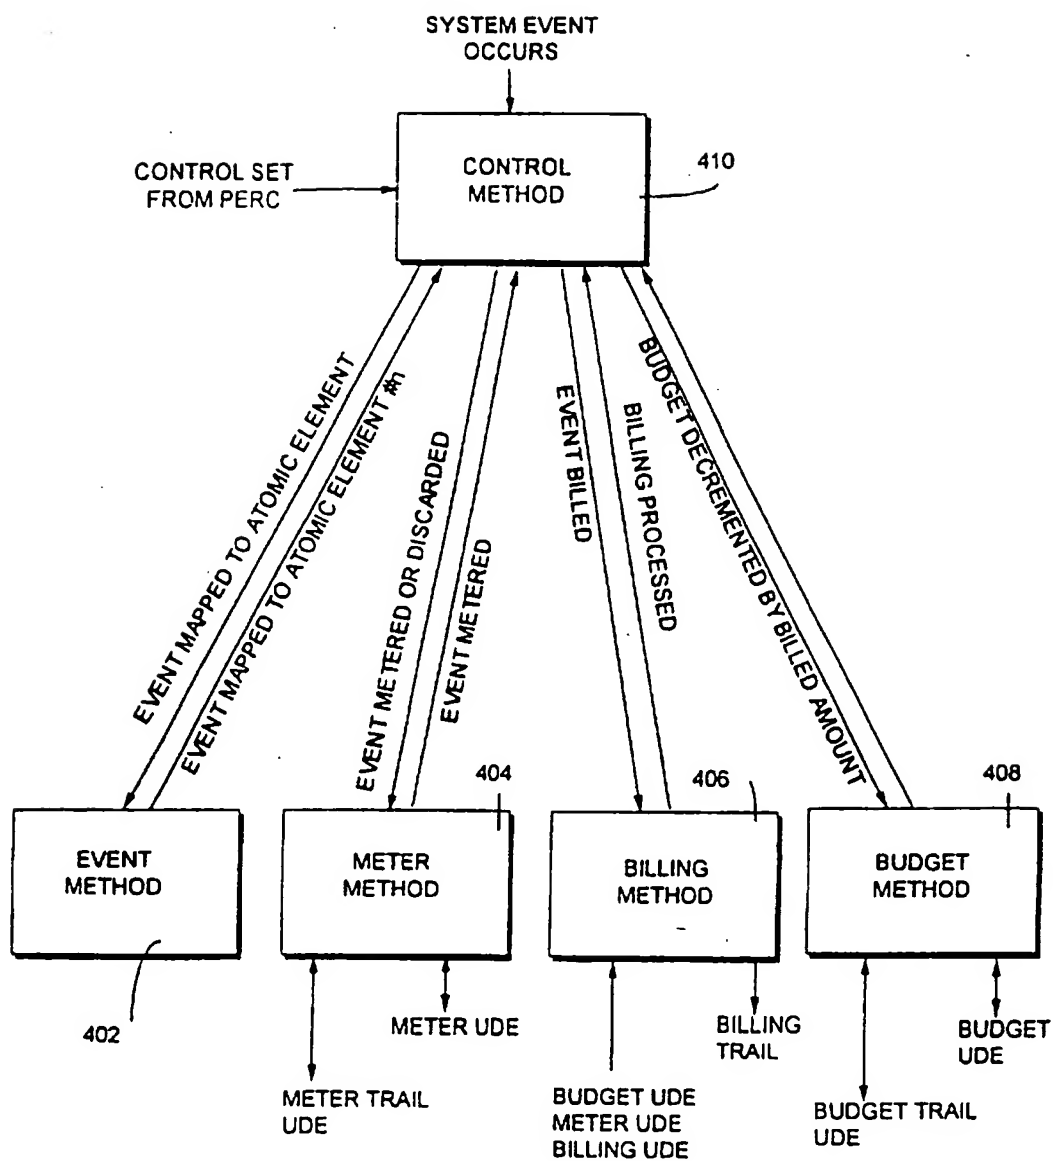 SYSTEM EVENT
OCCURS
CONTROL
METHOD
410
CONTROL SET
FROM PERC
EVENT MAPPED TO ATOMIC ELEMENT
EVENT MAPPED TO ATOMIC ELEMENT #n
EVENT METERED OR DISCARDED
EVENT METERED
EVENT BILLED
BILLING PROCESSED
BUDGET DECREMENTED BY BILLED AMOUNT
404
406
408
EVENT
METHOD
METER
METHOD
BILLING
METHOD
BUDGET
METHOD
402
METER UDE
BILLING
TRAIL
BUDGET
UDE
METER TRAIL
UDE
BUDGET UDE
METER UDE
BILLING UDE
BUDGET TRAIL
UDE